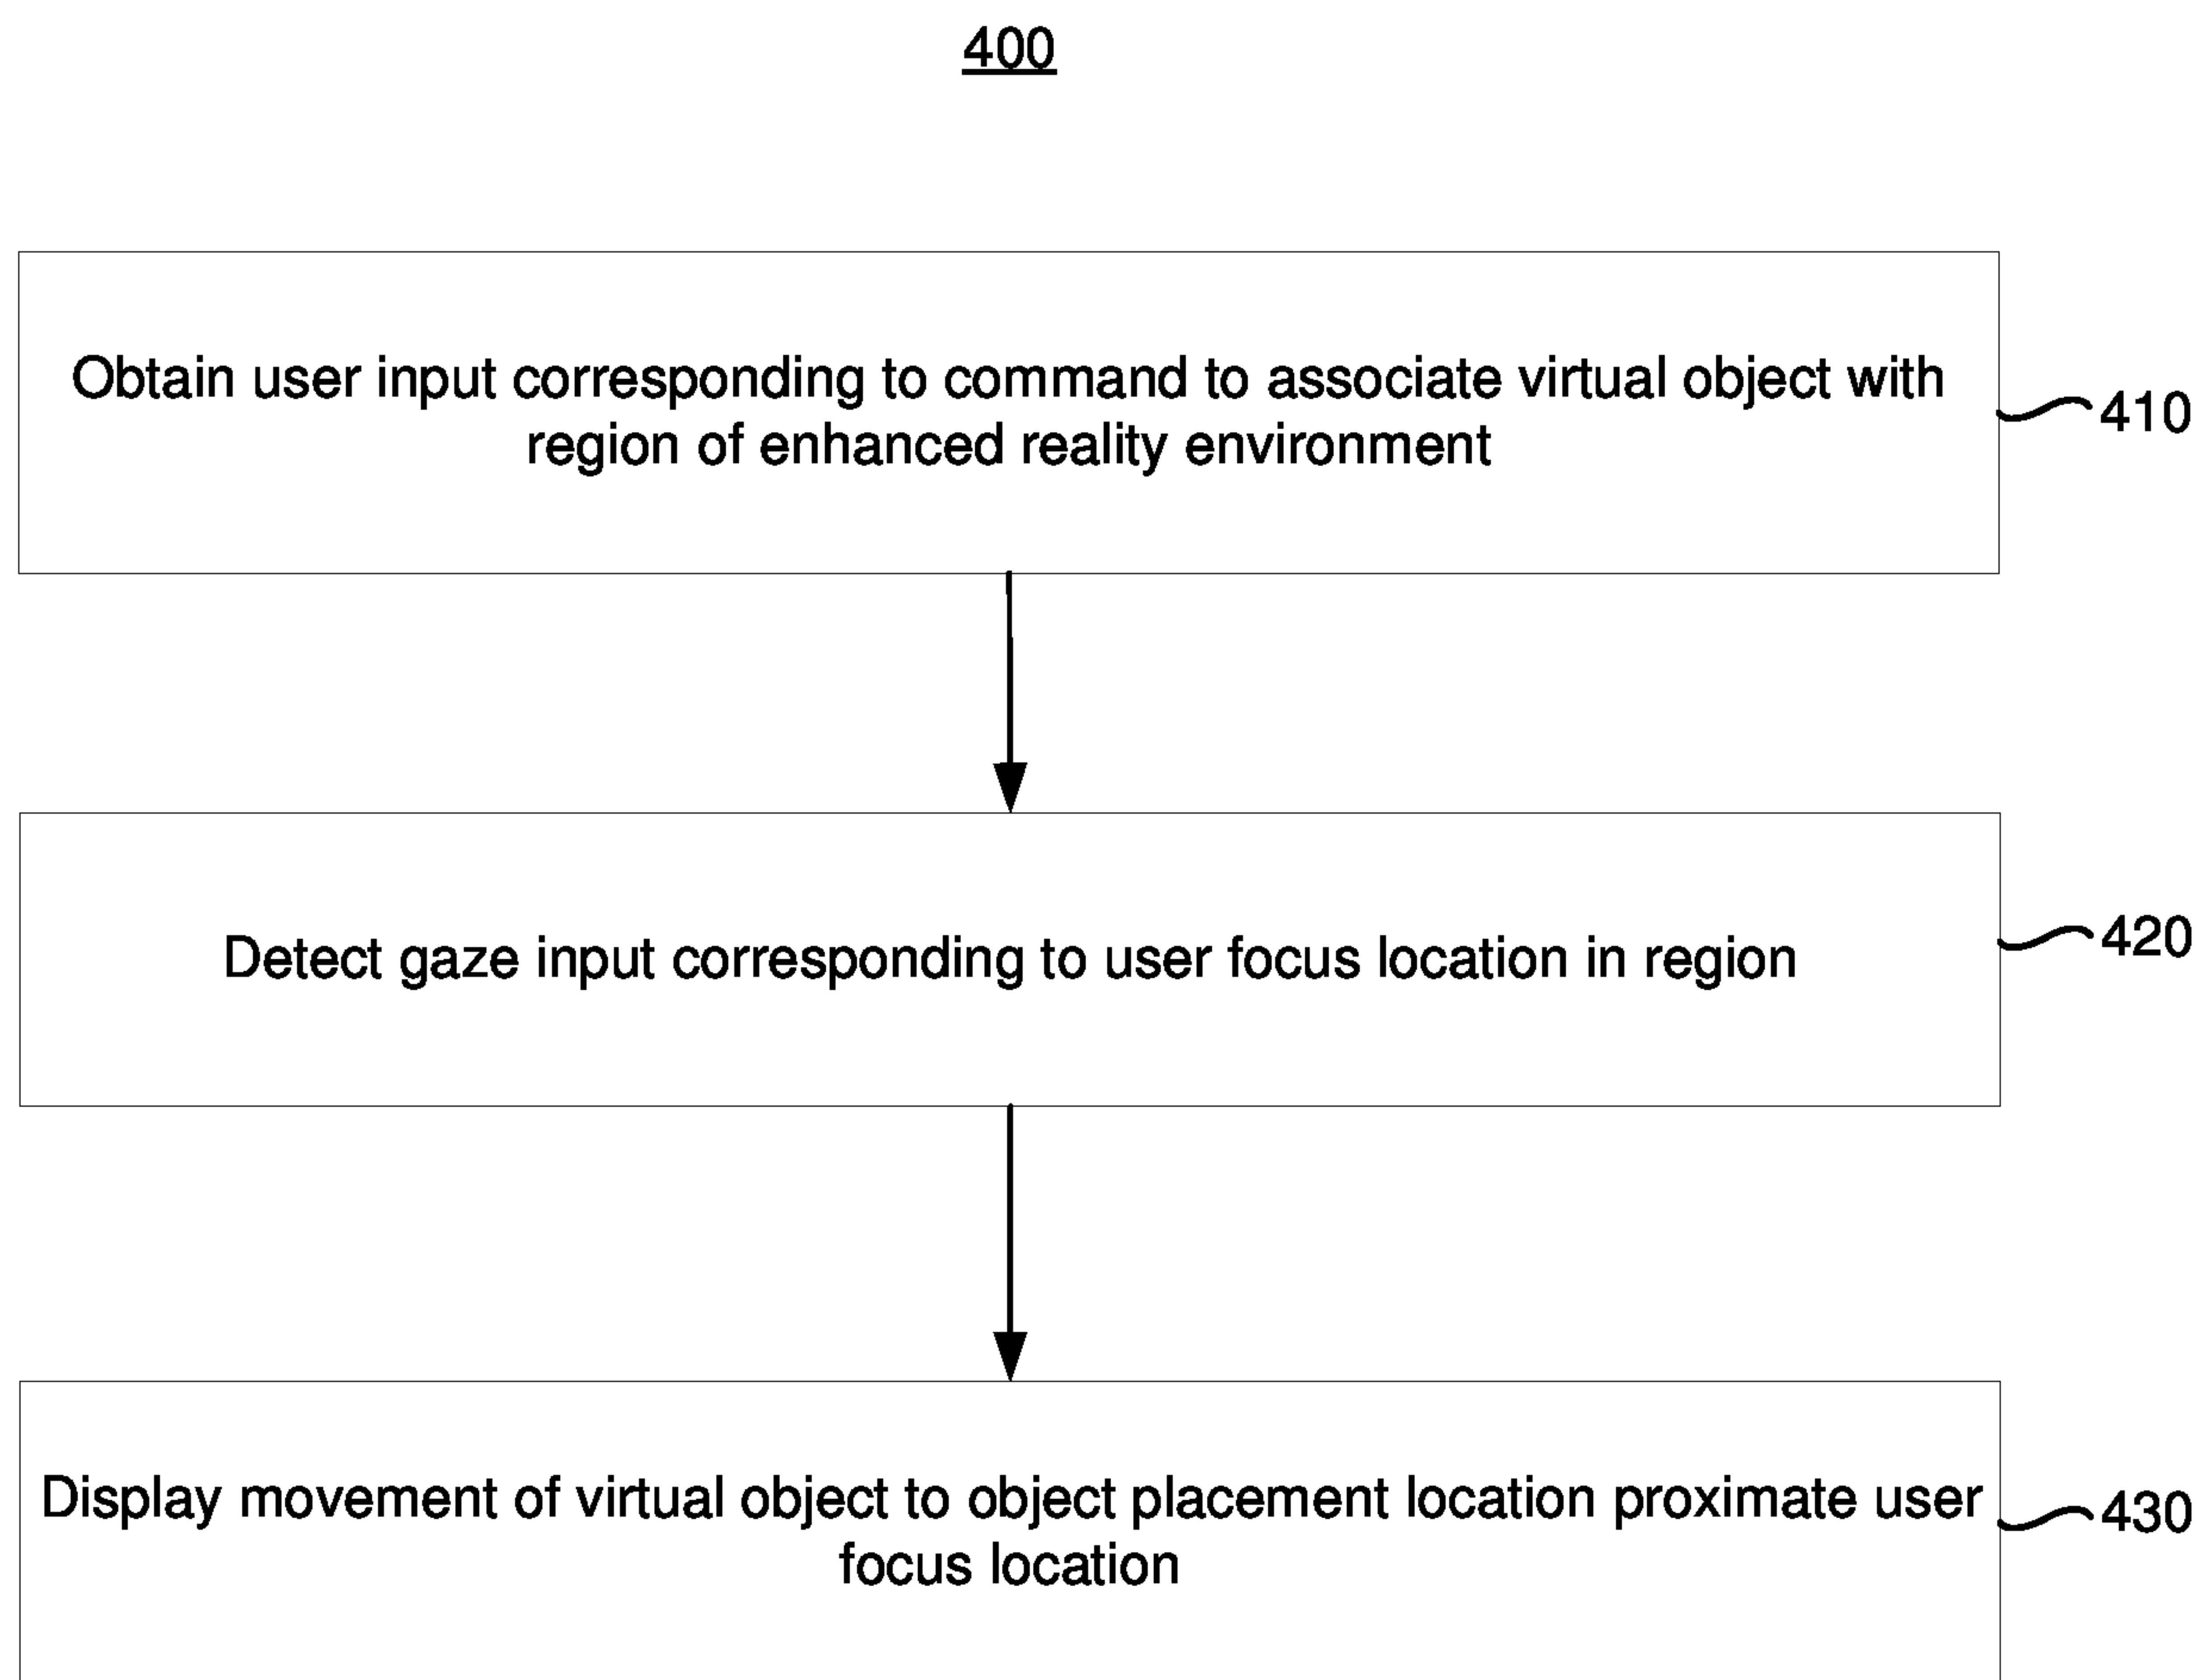 400
Obtain user input corresponding to command to associate virtual object with
region of enhanced reality environment
410
Detect gaze input corresponding to user focus location in region
420
Display movement of virtual object to object placement location proximate user
focus location
430